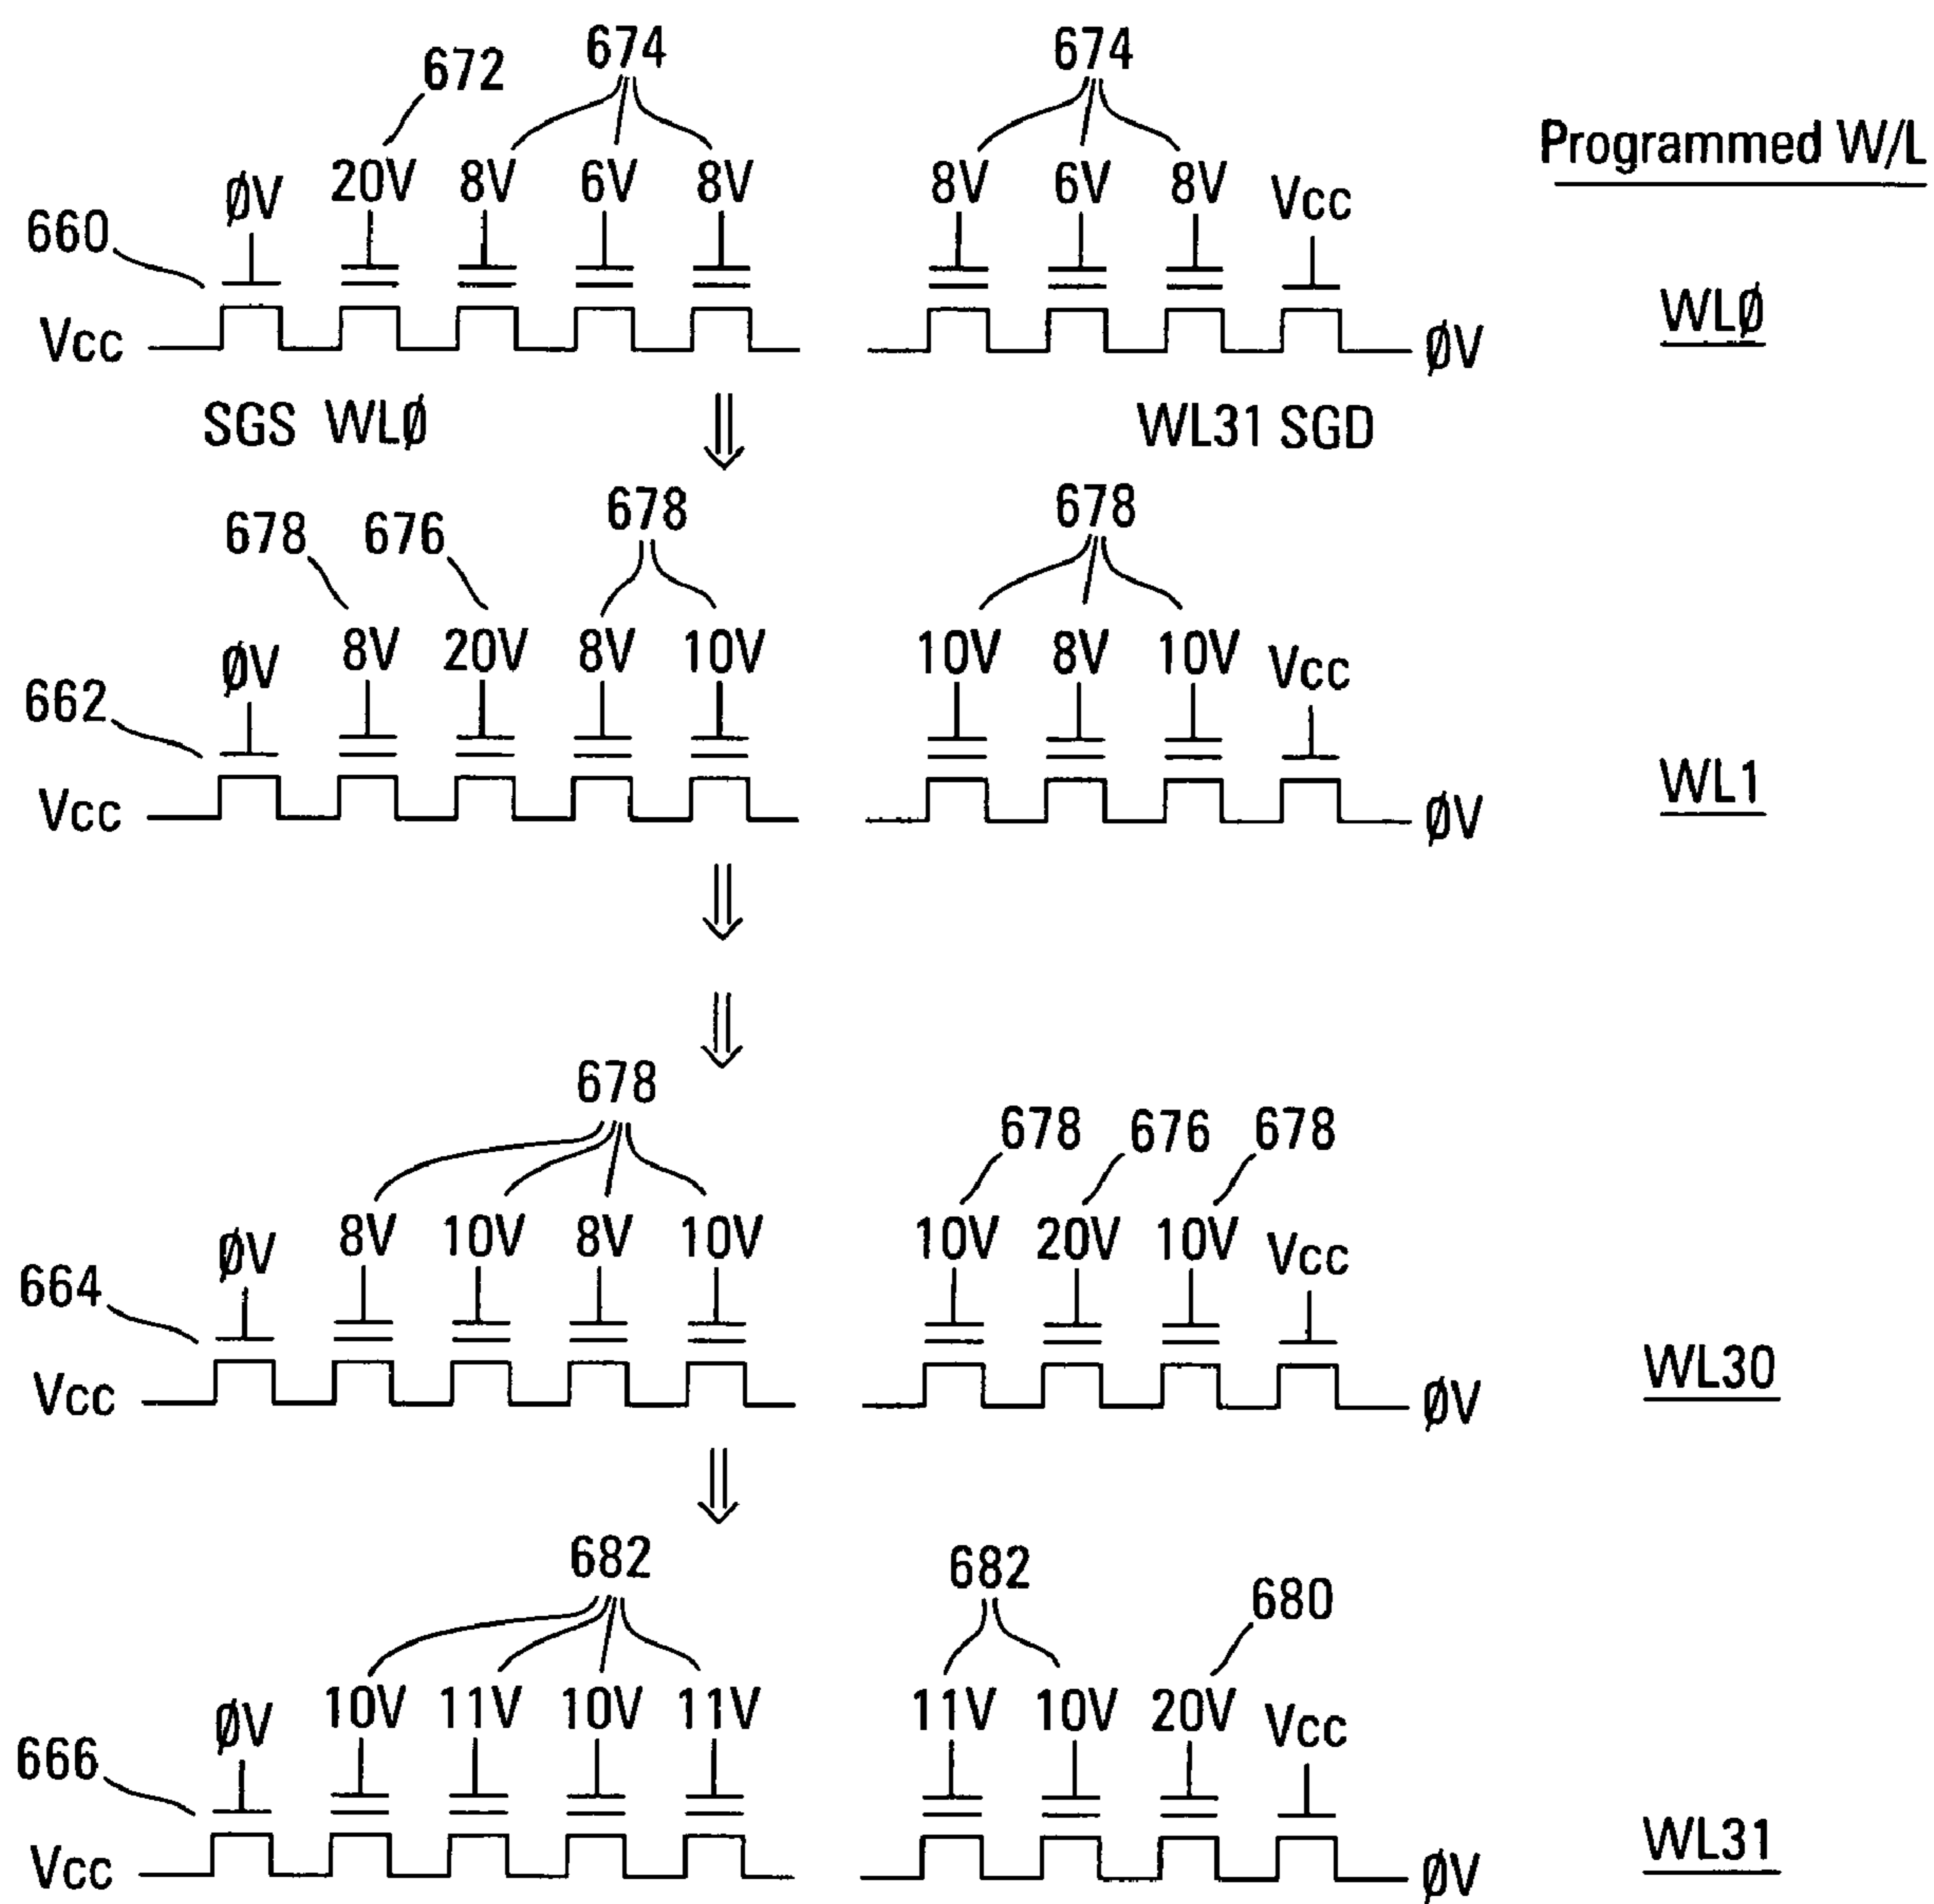 672 674 674
Programmed W/L
660 ØV 20V 8V 6V 8V 8V 6V 8V Vcc
Vcc ØV WLØ
SGS WLØ WL31 SGD
678 676 678 678
662 ØV 8V 20V 8V 10V 10V 8V 10V Vcc
Vcc ØV WL1
678 678 676 678
664 ØV 8V 10V 8V 10V 10V 20V 10V Vcc
Vcc ØV WL30
682 682 680
666 ØV 10V 11V 10V 11V 11V 10V 20V Vcc
Vcc ØV WL31